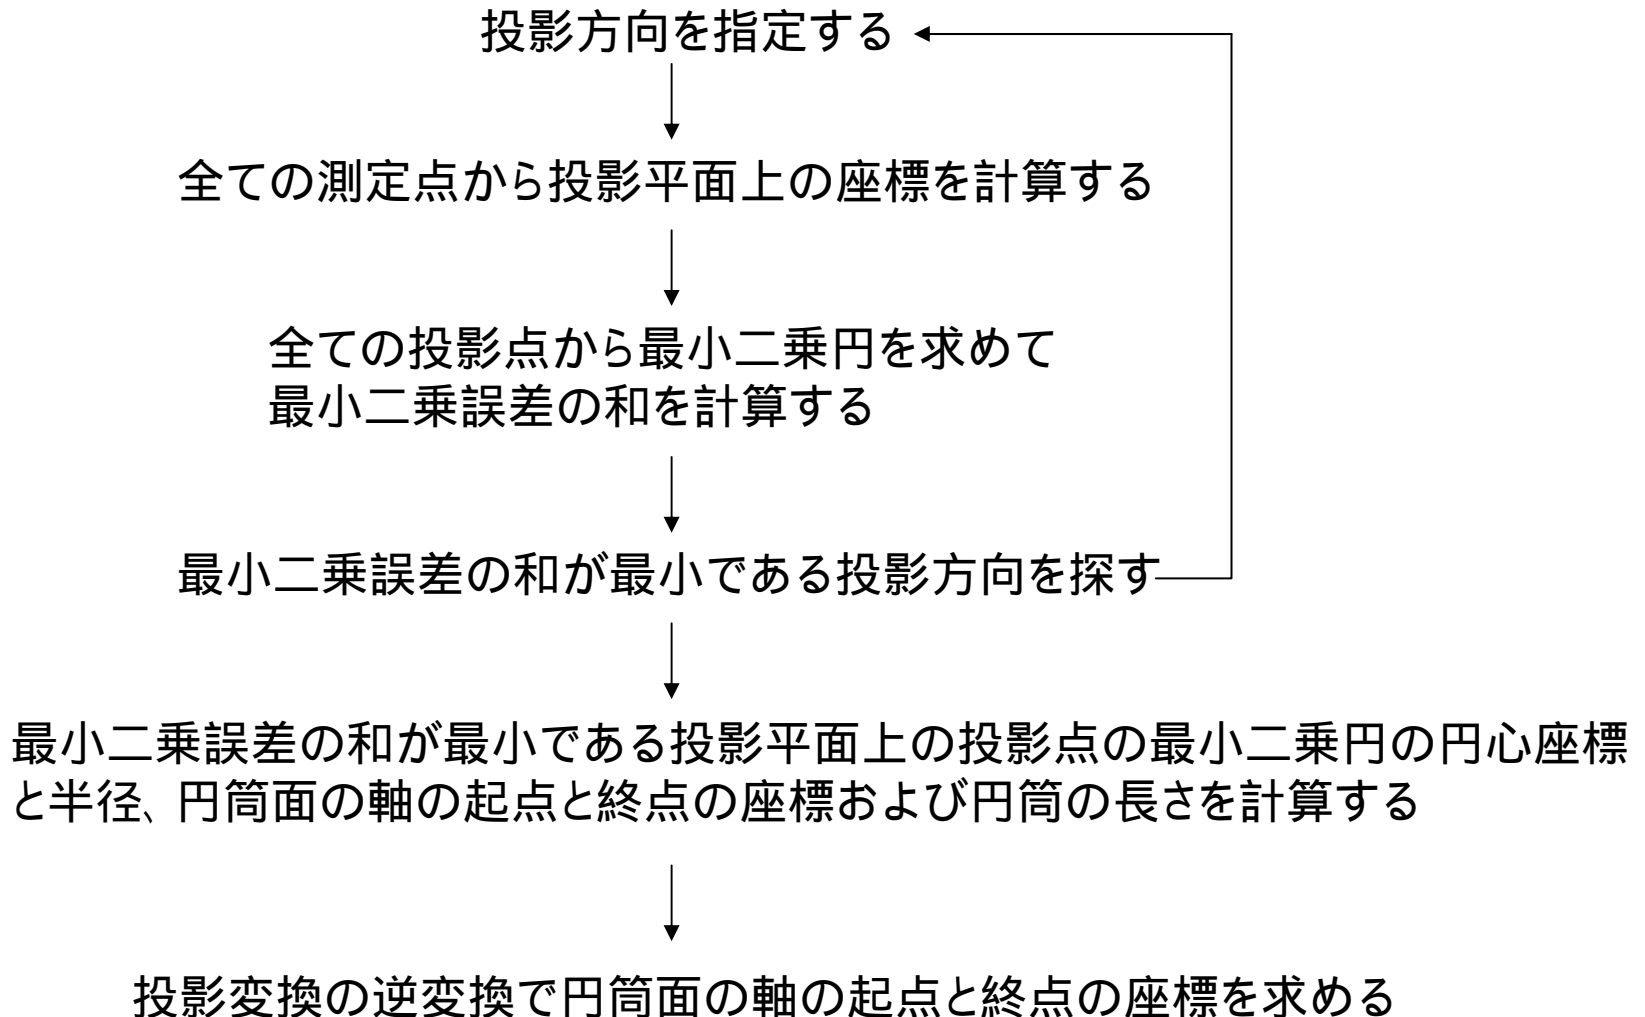 投影方向を指定する
全ての測定点から投影平面上の座標を計算する
全ての投影点から最小二乗円を求めて
最小二乗誤差の和を計算する
最小二乗誤差の和が最小である投影方向を探す
最小二乗誤差の和が最小である投影平面上の投影点の最小二乗円の円心座標
と半径、円筒面の軸の起点と終点の座標および円筒の長さを計算する
投影変換の逆変換で円筒面の軸の起点と終点の座標を求める